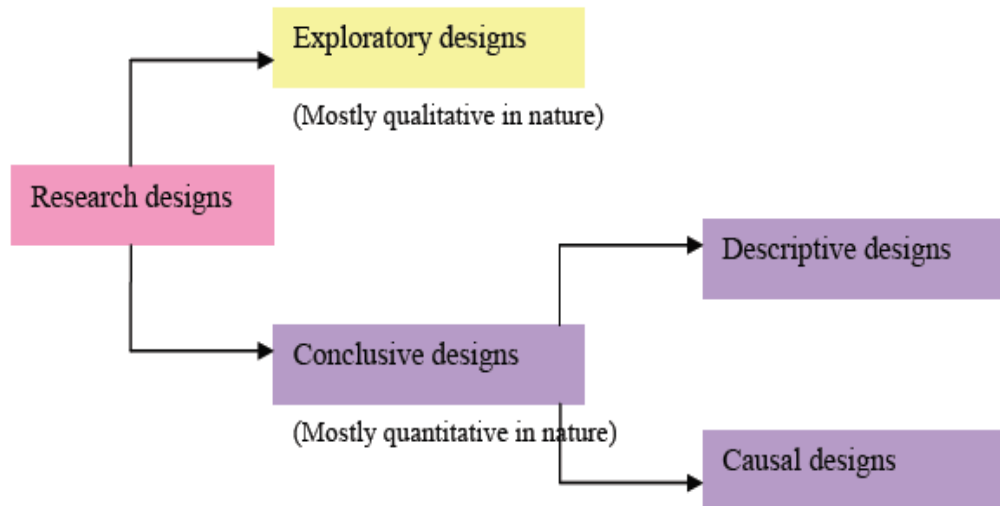 Exploratory designs
(Mostly qualitative in nature)
Research designs
Descriptive designs
Conclusive designs
(Mostly quantitative in nature)
Causal designs